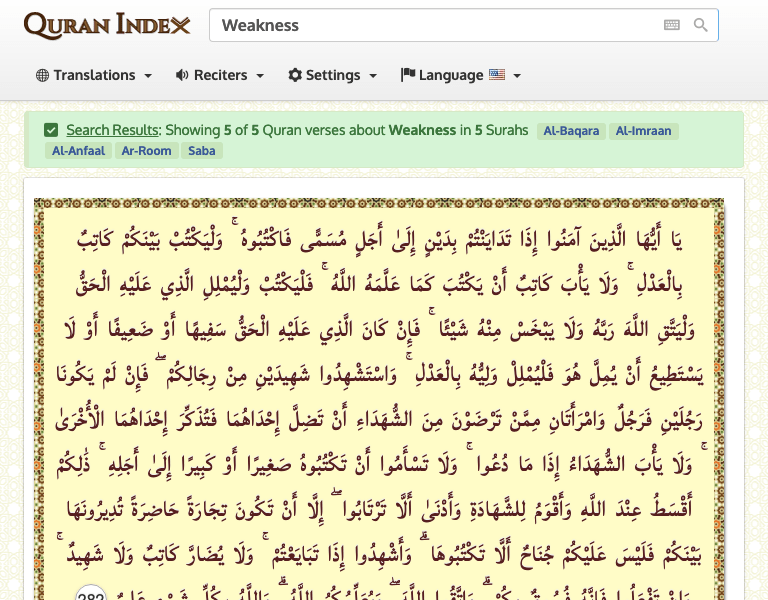 Quran Index
Weakness
Translations Reciters Settings Language
Search Results: Showing 5 of 5 Quran verses about Weakness in 5 Surahs Al-Baqara Al-Imraan
Al-Anfaal Ar-Room Saba
يَا أَيُّهَا الَّذِينَ آمَنُوا إِذَا تَدَايَنْتُمْ بِدَيْنٍ إِلَىٰ أَجَلٍ مُسَمًّى فَاكْتُبُوهُ ۚ وَلْيَكْتُبْ بَيْنَكُمْ كَاتِبٌ
بِالْعَدْلِ ۚ وَلَا يَأْبَ كَاتِبٌ أَنْ يَكْتُبَ كَمَا عَلَّمَهُ اللَّهُ ۚ فَلْيَكْتُبْ وَلْيُمْلِلِ الَّذِي عَلَيْهِ الْحَقُّ
وَلْيَتَّقِ اللَّهَ رَبَّهُ وَلَا يَبْخَسْ مِنْهُ شَيْئًا ۚ فَإِنْ كَانَ الَّذِي عَلَيْهِ الْحَقُّ سَفِيهًا أَوْ ضَعِيفًا أَوْ لَا
يَسْتَطِيعُ أَنْ يُمِلَّ هُوَ فَلْيُمْلِلْ وَلِيُّهُ بِالْعَدْلِ ۚ وَاسْتَشْهِدُوا شَهِيدَيْنِ مِنْ رِجَالِكُمْ ۖ فَإِنْ لَمْ يَكُونَا
رَجُلَيْنِ فَرَجُلٌ وَامْرَأَتَانِ مِمَّنْ تَرْضَوْنَ مِنَ الشُّهَدَاءِ أَنْ تَضِلَّ إِحْدَاهُمَا فَتُذَكِّرَ إِحْدَاهُمَا الْأُخْرَىٰ
ۚ وَلَا يَأْبَ الشُّهَدَاءُ إِذَا مَا دُعُوا ۚ وَلَا تَسْأَمُوا أَنْ تَكْتُبُوهُ صَغِيرًا أَوْ كَبِيرًا إِلَىٰ أَجَلِهِ ۚ ذَٰلِكُمْ
أَقْسَطُ عِنْدَ اللَّهِ وَأَقْوَمُ لِلشَّهَادَةِ وَأَدْنَىٰ أَلَّا تَرْتَابُوا ۖ إِلَّا أَنْ تَكُونَ تِجَارَةً حَاضِرَةً تُدِيرُونَهَا
بَيْنَكُمْ فَلَيْسَ عَلَيْكُمْ جُنَاحٌ أَلَّا تَكْتُبُوهَا ۗ وَأَشْهِدُوا إِذَا تَبَايَعْتُمْ ۚ وَلَا يُضَارَّ كَاتِبٌ وَلَا شَهِيدٌ ۚ